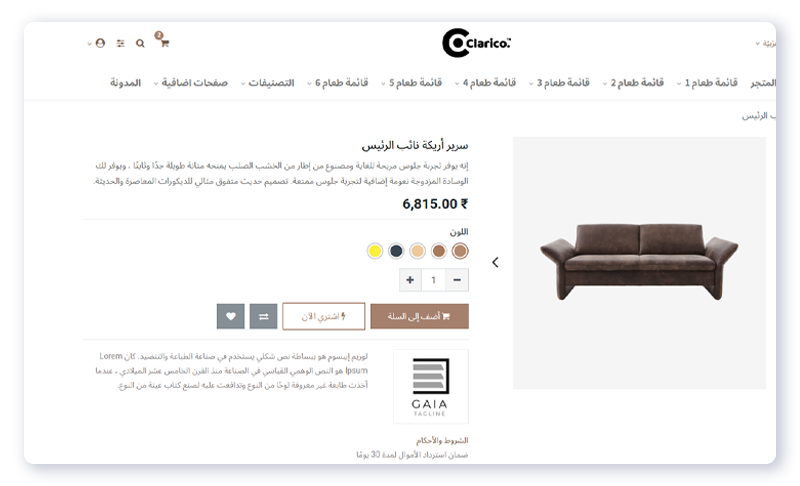 2
Clarico.™
المتجر
قائمة طعام 1
قائمة طعام 2
قائمة طعام 3
قائمة طعام 4
قائمة طعام 5
قائمة طعام 6
التصنيفات
صفحات اضافية
المدونة
ب الرئيس
سرير أريكة نائب الرئيس
إنه يوفر تجربة جلوس مريحة للغاية ومصنوع من إطار من الخشب الصلب يمنحه متانة طويلة جدًا وثابتًا ، ويوفر لك
الوسادة المزدوجة نعومة إضافية لتجربة جلوس ممتعة. تصميم حديث متفوق مثالي للديكورات المعاصرة والحديثة.
6,815.00 ₹
اللون
1
أضف إلى السلة
اشتري الآن
GAIA
TAGLINE
لوريم إيبسوم هو ببساطة نص شكلي يستخدم في صناعة الطباعة والتنضيد. كان Lorem
Ipsum هو النص الوهمي القياسي في الصناعة منذ القرن الخامس عشر الميلادي ، عندما
أخذت طابعة غير معروفة لوحًا من النوع وتدافعت عليه لصنع كتاب عينة من النوع.
الشروط والأحكام
ضمان استرداد الأموال لمدة 30 يومًا